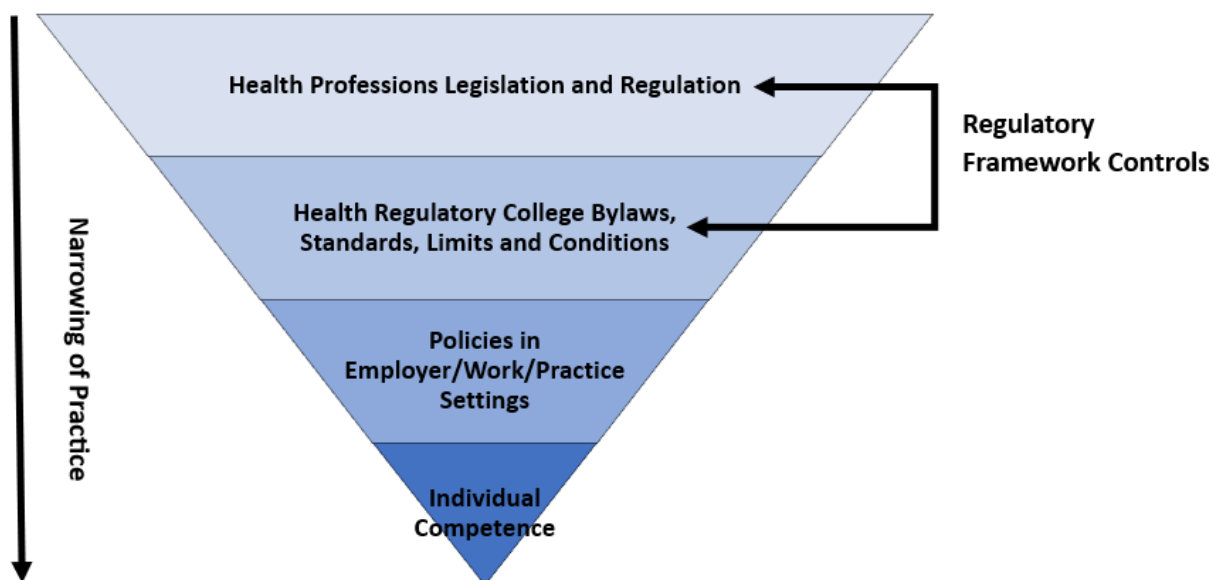 Health Professions Legislation and Regulation
Regulatory
Framework Controls
Health Regulatory College Bylaws,
Standards, Limits and Conditions
Narrowing of Practice
Policies in
Employer/Work/Practice
Settings
Individual
Competence